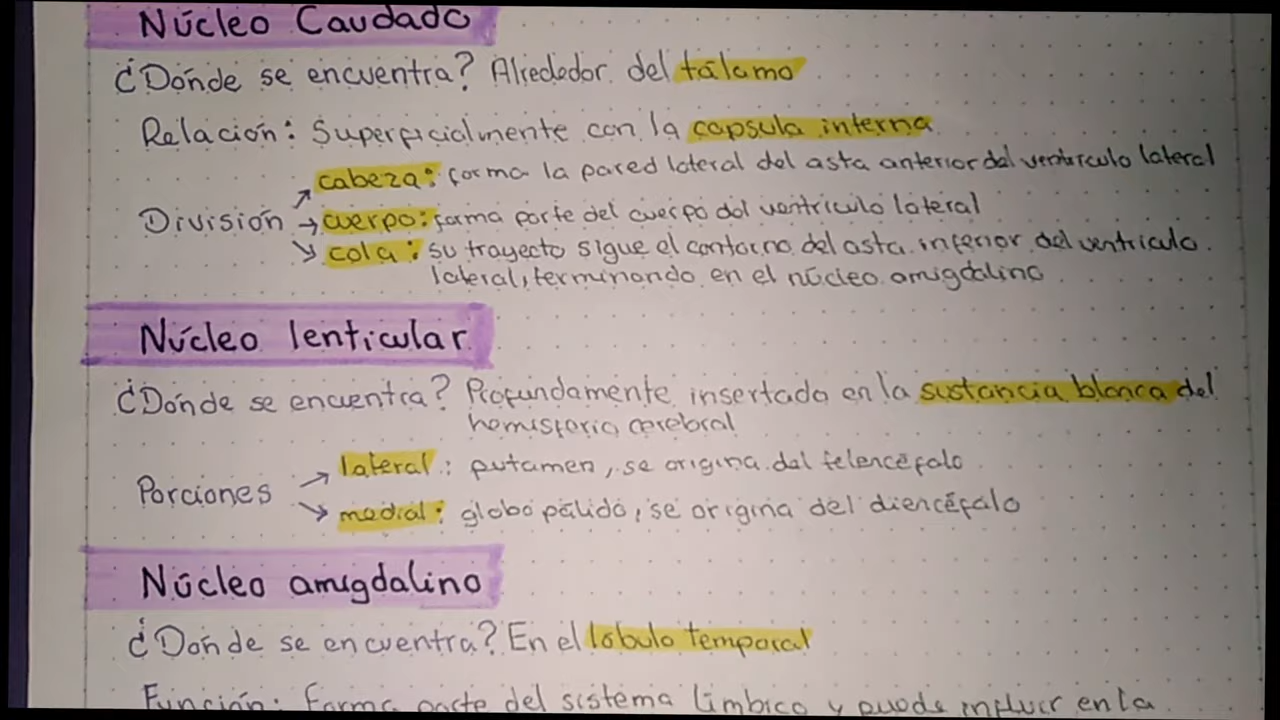 Núcleo Caudado
¿Dónde se encuentra? Alrededor del tálamo
Relación: Superficialmente con la capsula interna
cabeza: forma la pared lateral del asta anterior del ventrículo lateral
División → cuerpo: forma parte del cuerpo del ventrículo lateral
cola: su trayecto sigue el contorno del asta inferior del ventrículo
lateral, terminando en el núcleo amigdalino
Núcleo lenticular
¿Dónde se encuentra? Profundamente insertado en la sustancia blanca del
hemisferio cerebral
lateral: putamen, se origina del telencéfalo
Porciones
medial: globo pálido, se origina del diencéfalo
Núcleo amigdalino
¿Dónde se encuentra? En el lóbulo temporal
Función: Forma parte del sistema límbico y puede influir en la